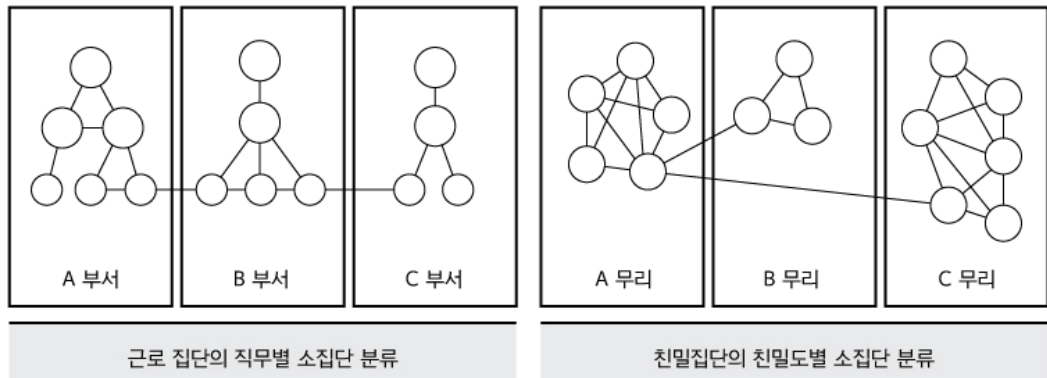 A 부서
B 부서
C 부서
A 무리
B 무리
C 무리
근로 집단의 직무별 소집단 분류
친밀집단의 친밀도별 소집단 분류